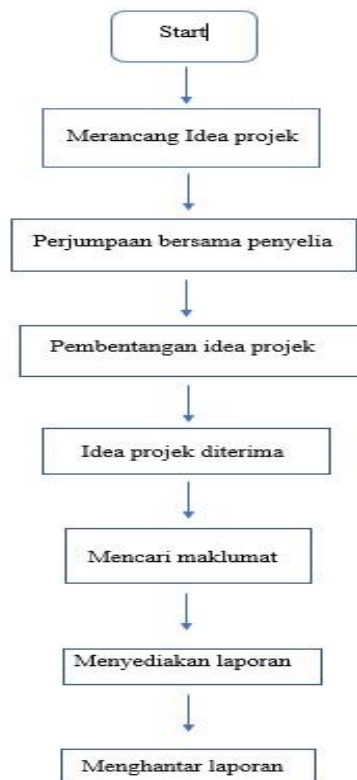 Start
Merancang Idea projek
Perjumpaan bersama penyelia
Pembentangan idea projek
Idea projek diterima
Mencari maklumat
Menyediakan laporan
Menghantar laporan